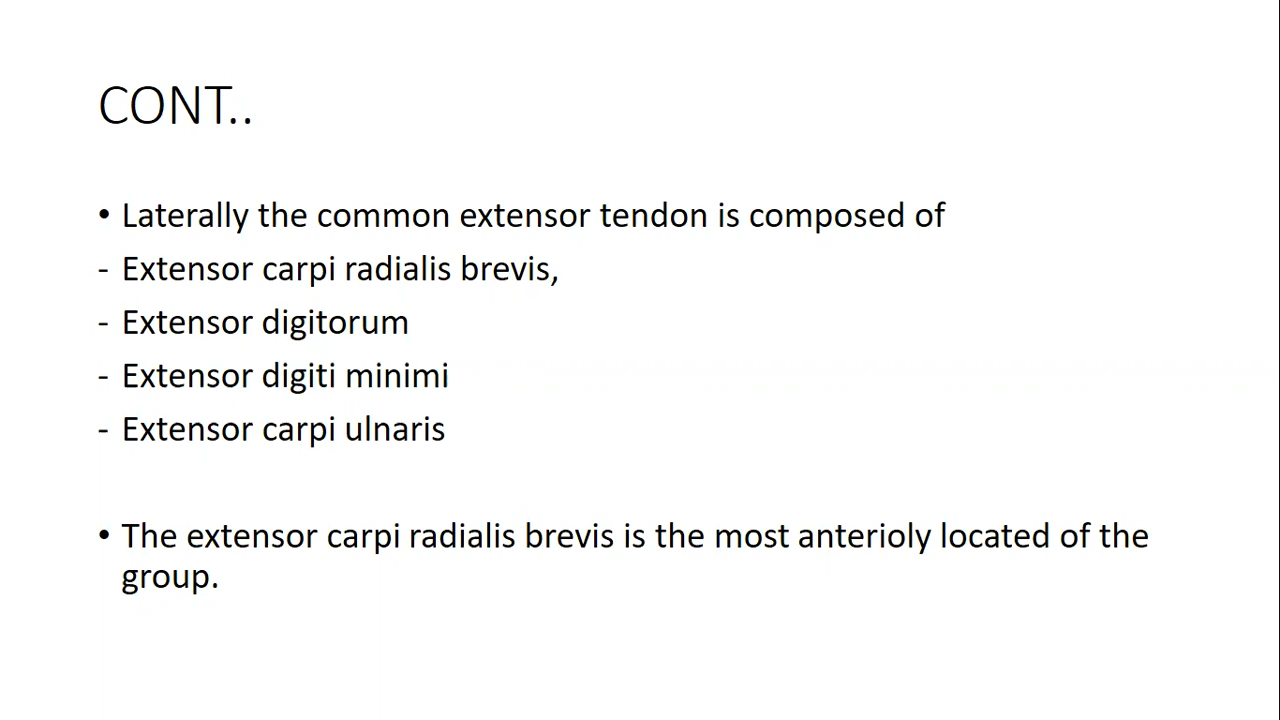 CONT..
• Laterally the common extensor tendon is composed of
- Extensor carpi radialis brevis,
- Extensor digitorum
- Extensor digiti minimi
- Extensor carpi ulnaris
• The extensor carpi radialis brevis is the most anterioly located of the
group.